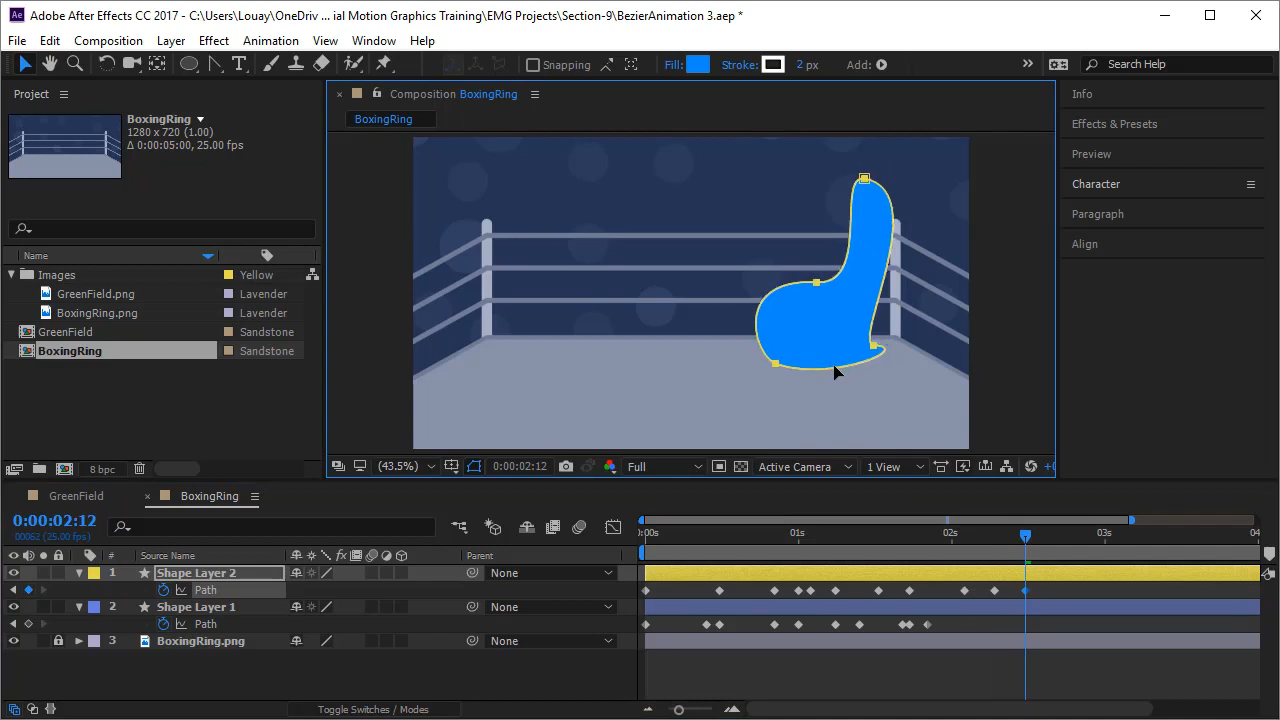 Adobe After Effects CC 2017 - C:\Users\Louay\OneDriv ... ial Motion Graphics Training\EMG Projects\Section-9\BezierAnimation 3.aep *
File Edit Composition Layer Effect Animation View Window Help
Snapping Fill: Stroke: 2 px Add: Search Help
Project
BoxingRing
1280 x 720 (1.00)
Δ 0:00:05:00, 25.00 fps
Name
Images Yellow
GreenField.png Lavender
BoxingRing.png Lavender
GreenField Sandstone
BoxingRing Sandstone
8 bpc
Composition BoxingRing
BoxingRing
(43.5%) 0:00:02:12 Full Active Camera 1 View +0
Info
Effects & Presets
Preview
Character
Paragraph
Align
GreenField BoxingRing
0:00:02:12
00062 (25.00 fps)
:00s 01s 02s 03s 04
# Source Name fx Parent
1 Shape Layer 2 None
Path
2 Shape Layer 1 None
Path
3 BoxingRing.png None
Toggle Switches / Modes